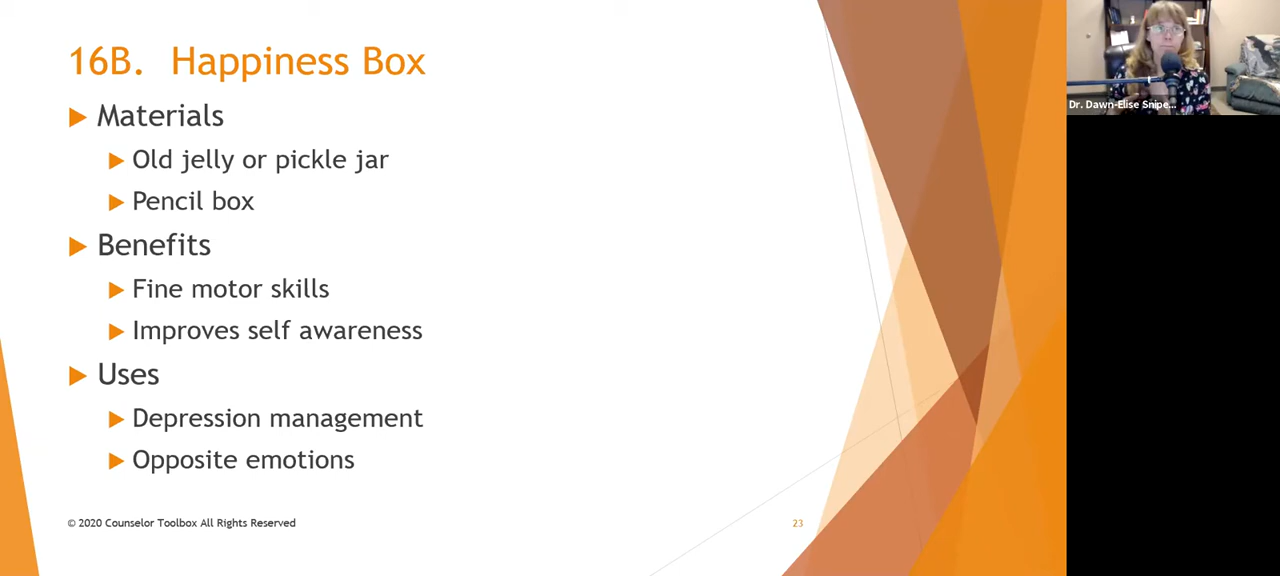 16B. Happiness Box
Materials
Old jelly or pickle jar
Pencil box
Benefits
Fine motor skills
Improves self awareness
Uses
Depression management
Opposite emotions
© 2020 Counselor Toolbox All Rights Reserved
23
Dr. Dawn-Elise Snipe...